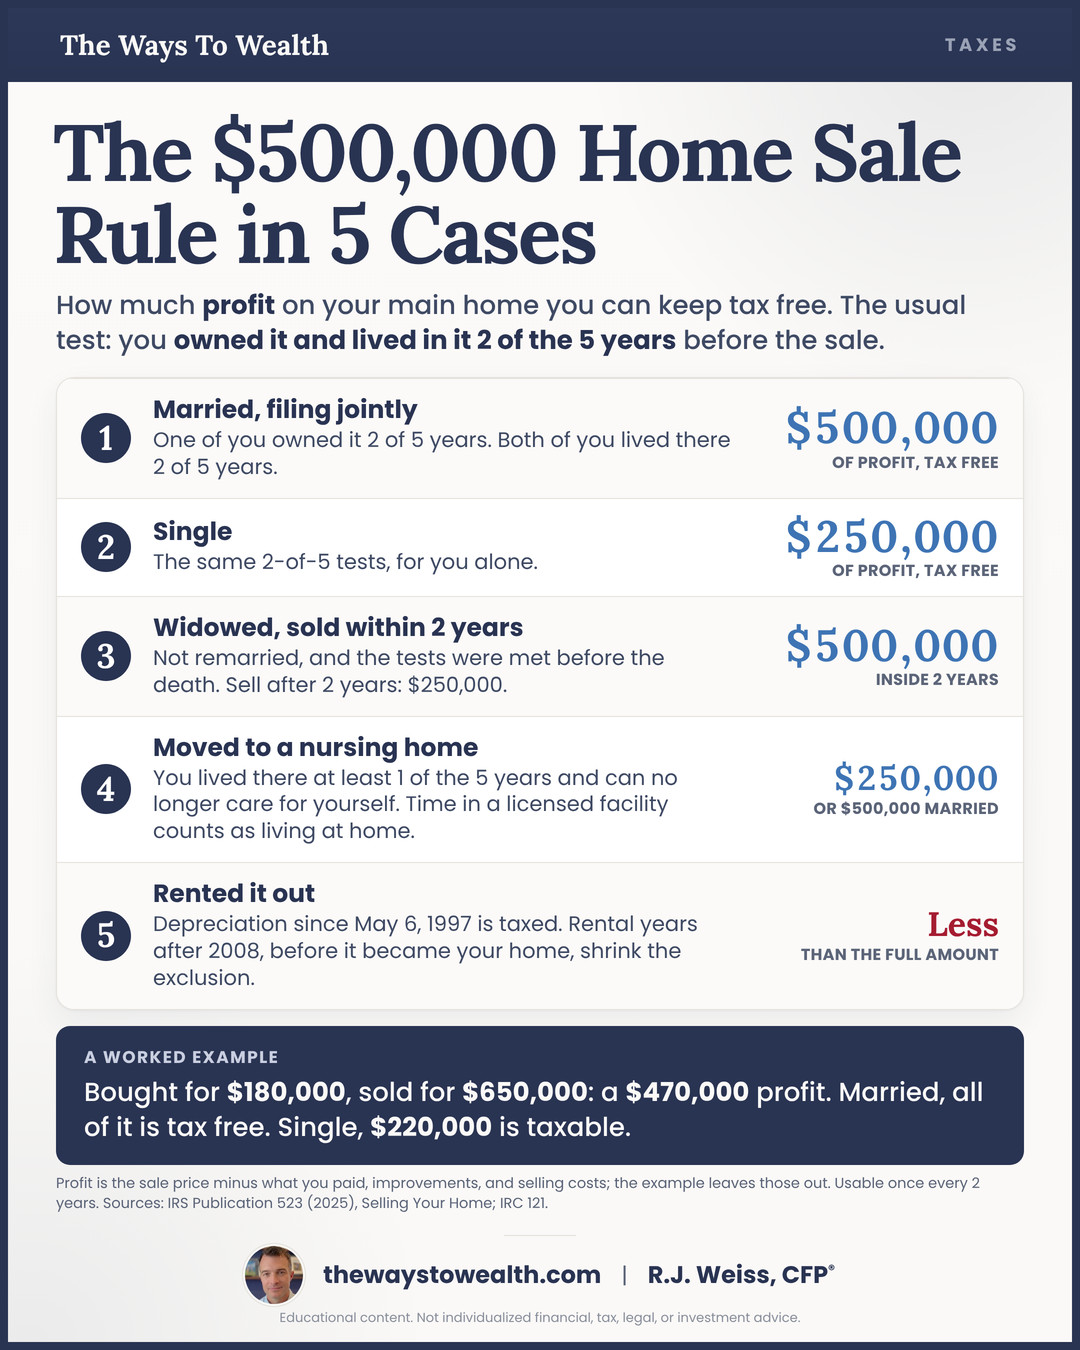 The Ways To Wealth
TAXES
The $500,000 Home Sale
Rule in 5 Cases
How much profit on your main home you can keep tax free. The usual
test: you owned it and lived in it 2 of the 5 years before the sale.
1
Married, filing jointly
One of you owned it 2 of 5 years. Both of you lived there
2 of 5 years.
$500,000
OF PROFIT, TAX FREE
2
Single
The same 2-of-5 tests, for you alone.
$250,000
OF PROFIT, TAX FREE
3
Widowed, sold within 2 years
Not remarried, and the tests were met before the
death. Sell after 2 years: $250,000.
$500,000
INSIDE 2 YEARS
4
Moved to a nursing home
You lived there at least 1 of the 5 years and can no
longer care for yourself. Time in a licensed facility
counts as living at home.
$250,000
OR $500,000 MARRIED
5
Rented it out
Depreciation since May 6, 1997 is taxed. Rental years
after 2008, before it became your home, shrink the
exclusion.
Less
THAN THE FULL AMOUNT
A WORKED EXAMPLE
Bought for $180,000, sold for $650,000: a $470,000 profit. Married, all
of it is tax free. Single, $220,000 is taxable.
Profit is the sale price minus what you paid, improvements, and selling costs; the example leaves those out. Usable once every 2
years. Sources: IRS Publication 523 (2025), Selling Your Home; IRC 121.
thewaystowealth.com | R.J. Weiss, CFP®
Educational content. Not individualized financial, tax, legal, or investment advice.